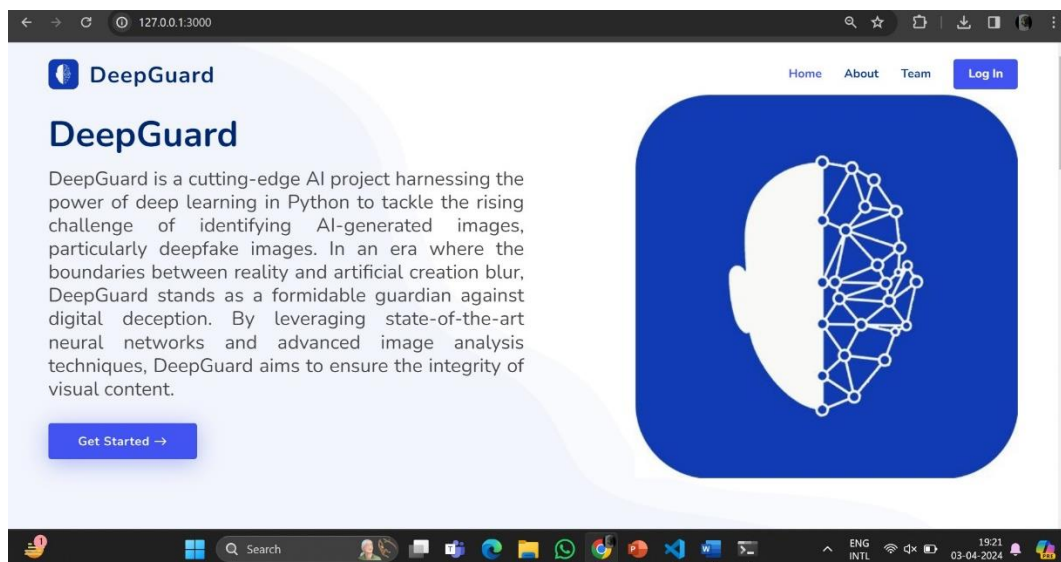 127.0.0.1:3000
DeepGuard
Home About Team Log In
DeepGuard
DeepGuard is a cutting-edge AI project harnessing the
power of deep learning in Python to tackle the rising
challenge of identifying AI-generated images,
particularly deepfake images. In an era where the
boundaries between reality and artificial creation blur,
DeepGuard stands as a formidable guardian against
digital deception. By leveraging state-of-the-art
neural networks and advanced image analysis
techniques, DeepGuard aims to ensure the integrity of
visual content.
Get Started →
1
Search
ENG
INTL
19:21
03-04-2024
PRE